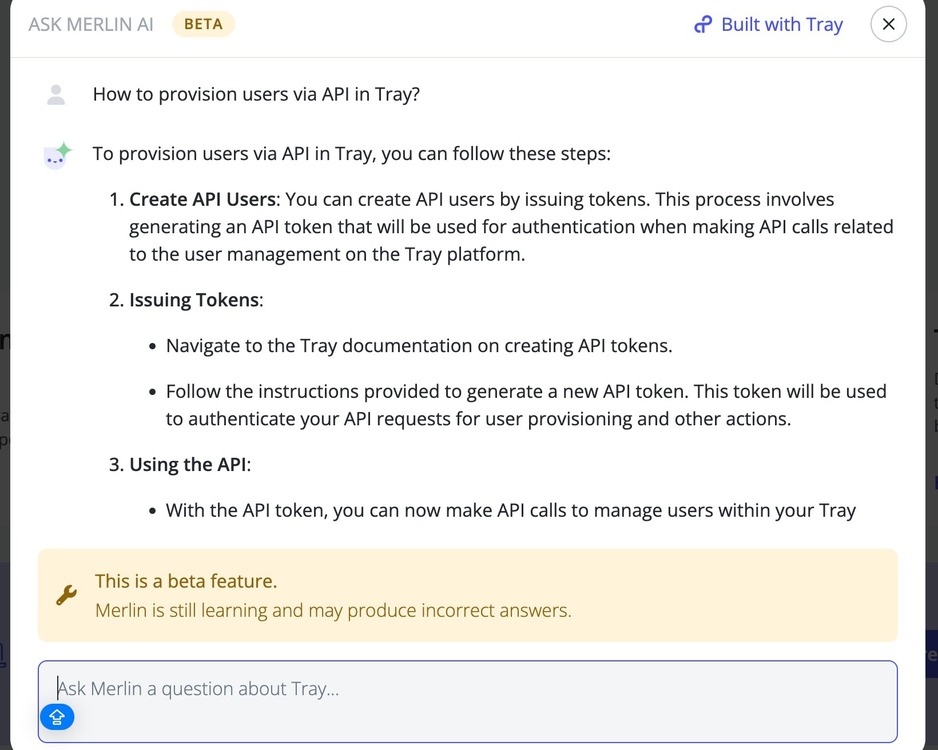 ASK MERLIN AI BETA Built with Tray
How to provision users via API in Tray?
To provision users via API in Tray, you can follow these steps:
1. Create API Users: You can create API users by issuing tokens. This process involves
generating an API token that will be used for authentication when making API calls related
to the user management on the Tray platform.
2. Issuing Tokens:
• Navigate to the Tray documentation on creating API tokens.
• Follow the instructions provided to generate a new API token. This token will be used
to authenticate your API requests for user provisioning and other actions.
3. Using the API:
• With the API token, you can now make API calls to manage users within your Tray
This is a beta feature.
Merlin is still learning and may produce incorrect answers.
Ask Merlin a question about Tray...